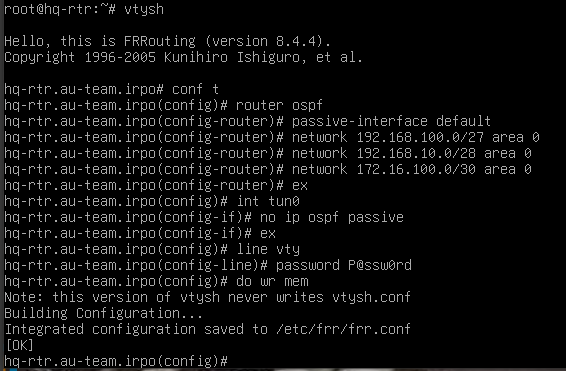 root@hq-rtr:~# vtysh
Hello, this is FRRouting (version 8.4.4).
Copyright 1996-2005 Kunihiro Ishiguro, et al.
hq-rtr.au-team.irpo# conf t
hq-rtr.au-team.irpo(config)# router ospf
hq-rtr.au-team.irpo(config-router)# passive-interface default
hq-rtr.au-team.irpo(config-router)# network 192.168.100.0/27 area 0
hq-rtr.au-team.irpo(config-router)# network 192.168.10.0/28 area 0
hq-rtr.au-team.irpo(config-router)# network 172.16.100.0/30 area 0
hq-rtr.au-team.irpo(config-router)# ex
hq-rtr.au-team.irpo(config)# int tun0
hq-rtr.au-team.irpo(config-if)# no ip ospf passive
hq-rtr.au-team.irpo(config-if)# ex
hq-rtr.au-team.irpo(config)# line vty
hq-rtr.au-team.irpo(config-line)# password P@ssw0rd
hq-rtr.au-team.irpo(config)# do wr mem
Note: this version of vtysh never writes vtysh.conf
Building Configuration...
Integrated configuration saved to /etc/frr/frr.conf
[OK]
hq-rtr.au-team.irpo(config)#